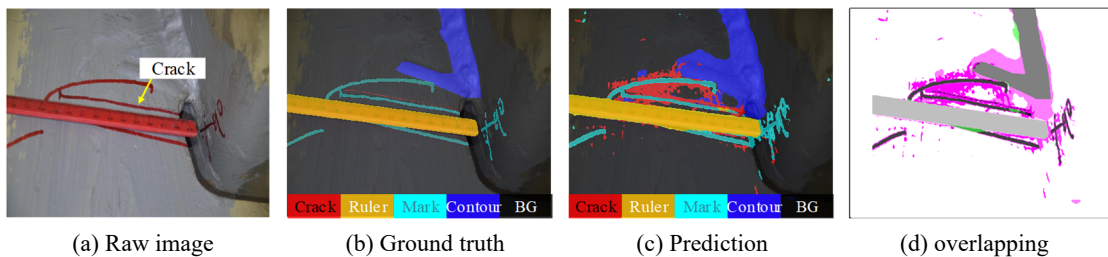 Crack
Crack Ruler Mark Contour BG
Crack Ruler Mark Contour BG
(a) Raw image
(b) Ground truth
(c) Prediction
(d) overlapping